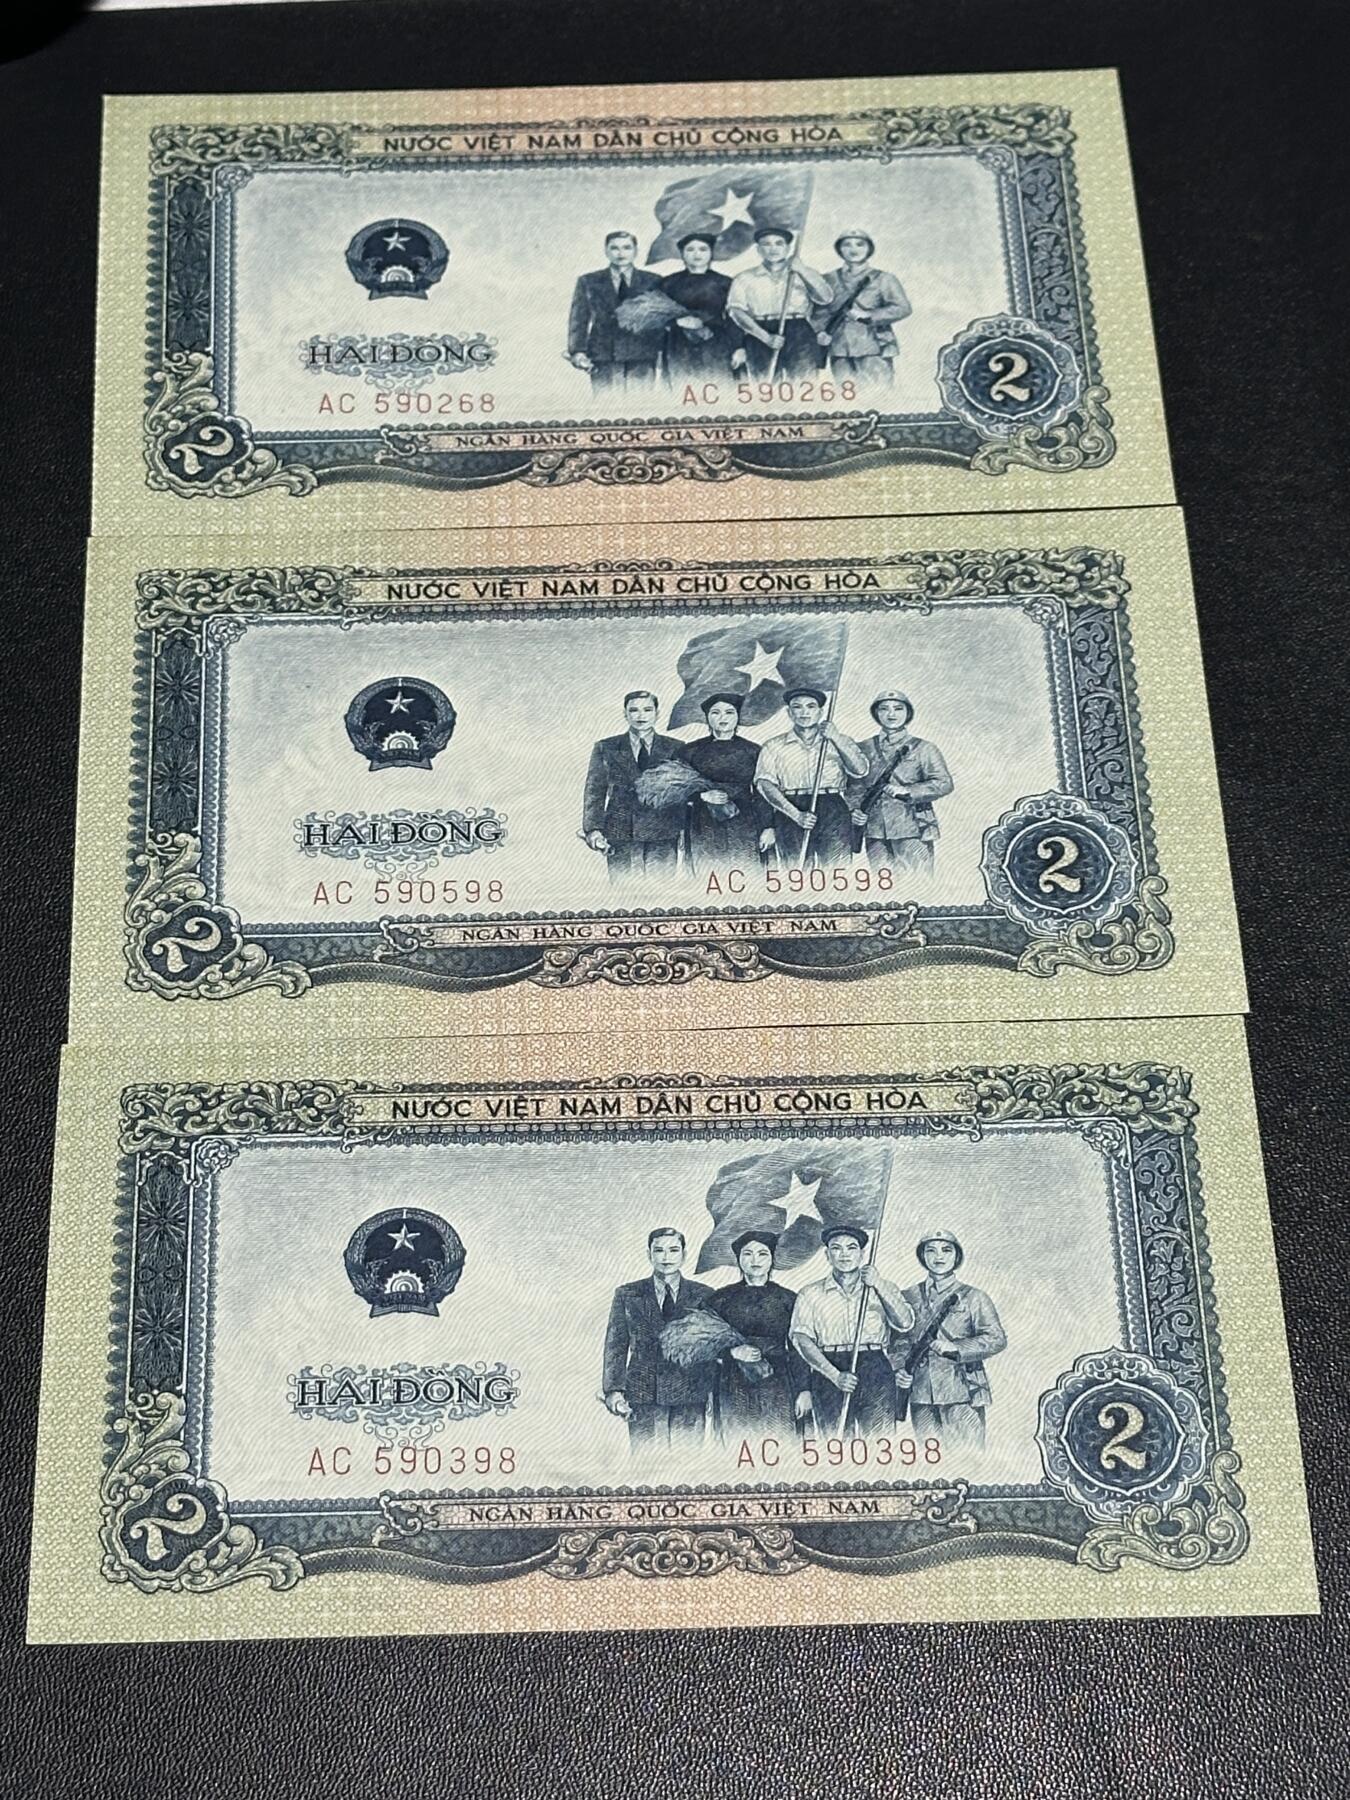 NƯỚC VIỆT NAM DÂN CHỦ CỘNG HÒA
HAI ĐỒNG
AC 590268 AC 590268
2 2
NGÂN HÀNG QUỐC GIA VIỆT NAM
NƯỚC VIỆT NAM DÂN CHỦ CỘNG HÒA
HAI ĐỒNG
AC 590598 AC 590598
2 2
NGÂN HÀNG QUỐC GIA VIỆT NAM
NƯỚC VIỆT NAM DÂN CHỦ CỘNG HÒA
HAI ĐỒNG
AC 590398 AC 590398
2 2
NGÂN HÀNG QUỐC GIA VIỆT NAM